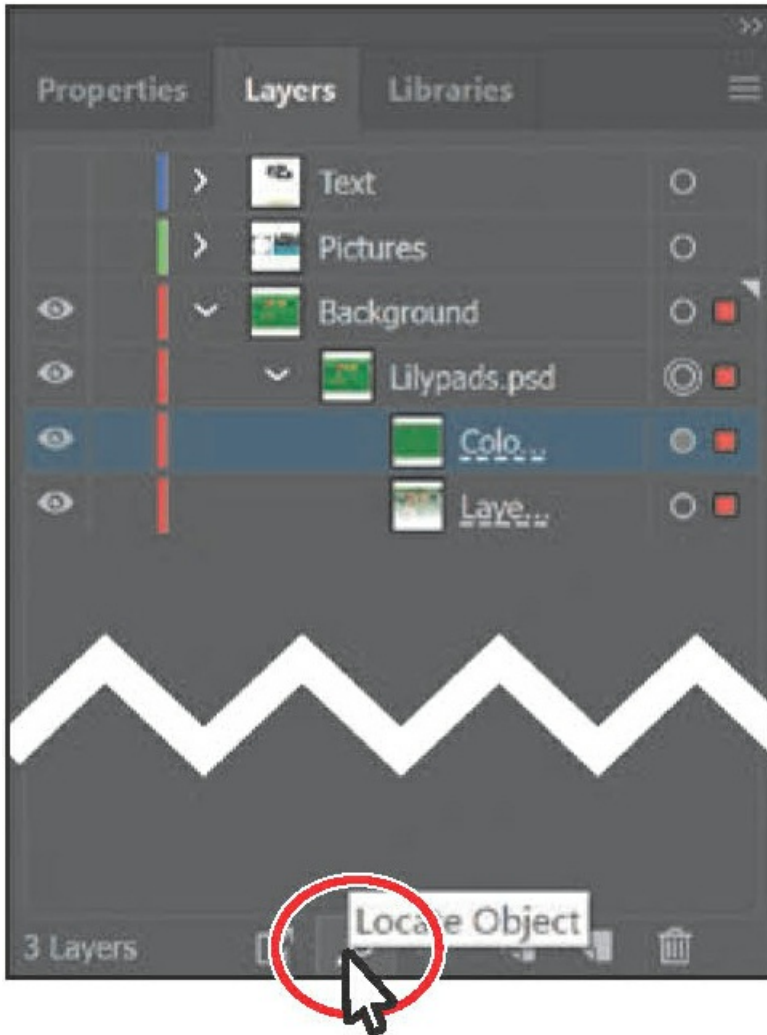 Properties Layers Libraries
Text
Pictures
Background
Lilypads.psd
Colo...
Laye...
Locate Object
3 Layers